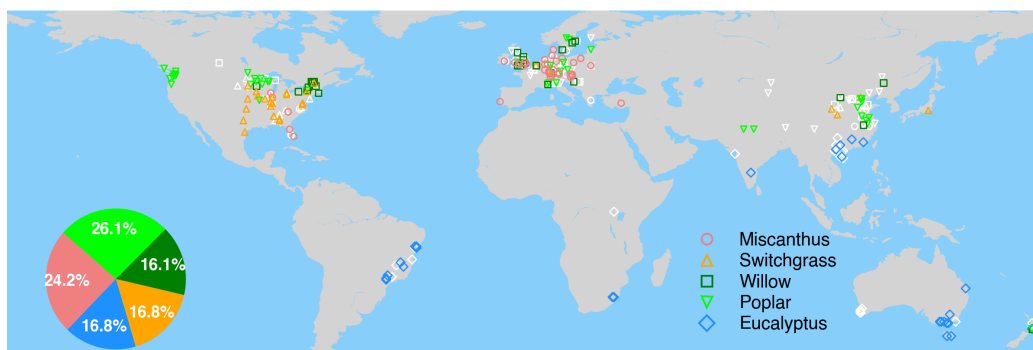 Miscanthus
Switchgrass
Willow
Poplar
Eucalyptus
26.1%
16.1%
24.2%
16.8%
16.8%